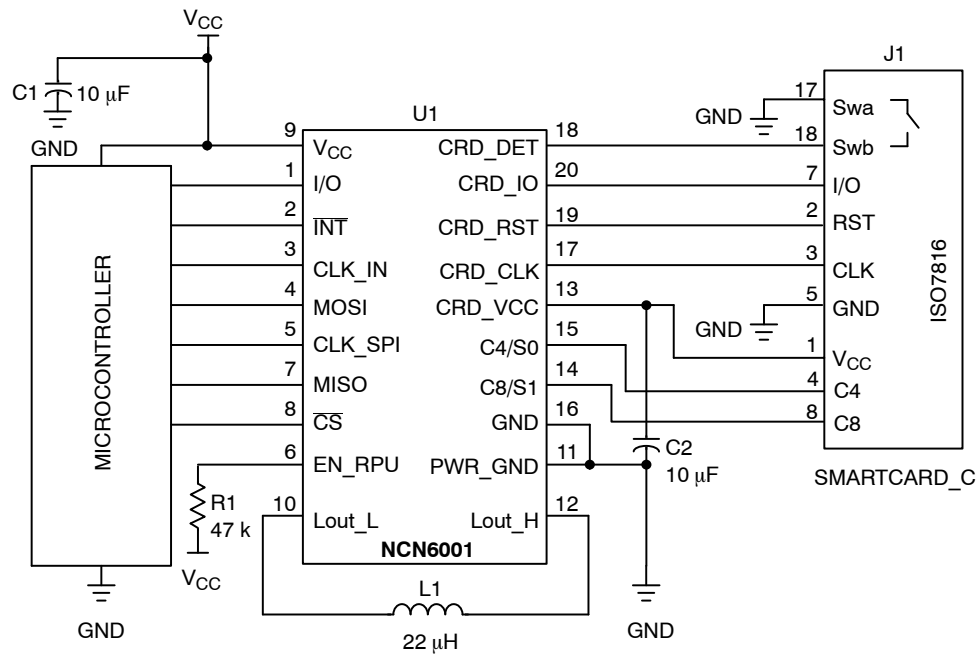 V_CC
C1
10 μF
GND
MICROCONTROLLER
GND
U1
9
V_CC
1
I/O
2
INT
3
CLK_IN
4
MOSI
5
CLK_SPI
7
MISO
8
CS
6
EN_RPU
10
Lout_L
R1
47 k
V_CC
18
CRD_DET
20
CRD_IO
19
CRD_RST
17
CRD_CLK
13
CRD_VCC
15
C4/S0
14
C8/S1
16
GND
11
PWR_GND
12
Lout_H
NCN6001
L1
22 μH
C2
10 μF
GND
J1
17
Swa
GND
18
Swb
7
I/O
2
RST
3
CLK
5
GND
GND
1
V_CC
4
C4
8
C8
ISO7816
SMARTCARD_C